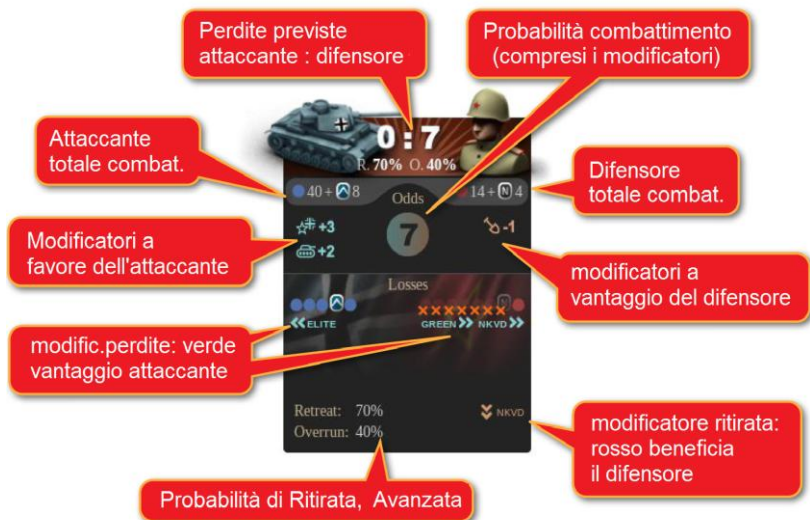 Perdite previste
attaccante : difensore
Probabilità combattimento
(compresi i modificatori)
Attaccante
totale combat.
0 : 7
R. 70% O. 40%
Difensore
totale combat.
40 + 8
Odds
14 + N 4
7
+3
+2
-1
Modificatori a
favore dell'attaccante
modificatori a
vantaggio del difensore
Losses
N
ELITE
GREEN NKVD
modific.perdite: verde
vantaggio attaccante
Retreat: 70%
Overrun: 40%
NKVD
modificatore ritirata:
rosso beneficia
il difensore
Probabilità di Ritirata, Avanzata